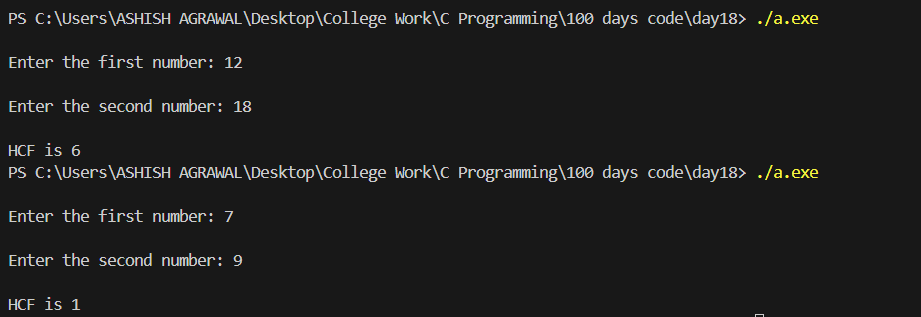 PS C:\Users\ASHISH AGRAWAL\Desktop\College Work\C Programming\100 days code\day18> ./a.exe
Enter the first number: 12
Enter the second number: 18
HCF is 6
PS C:\Users\ASHISH AGRAWAL\Desktop\College Work\C Programming\100 days code\day18> ./a.exe
Enter the first number: 7
Enter the second number: 9
HCF is 1